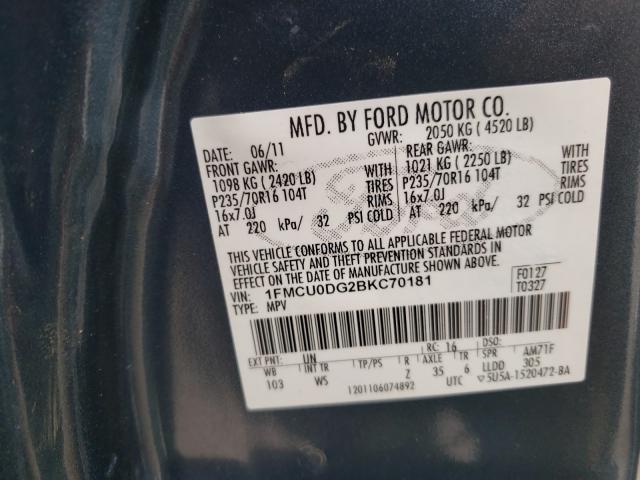 MFD. BY FORD MOTOR CO.
DATE: 06/11 GVWR: 2050 KG ( 4520 LB)
FRONT GAWR: REAR GAWR:
1098 KG ( 2420 LB) WITH 1021 KG ( 2250 LB) WITH
P235/70R16 104T TIRES P235/70R16 104T TIRES
16x7.0J RIMS 16x7.0J RIMS
AT 220 kPa/ 32 PSI COLD AT 220 kPa/ 32 PSI COLD
Ford
THIS VEHICLE CONFORMS TO ALL APPLICABLE FEDERAL MOTOR
VEHICLE SAFETY AND THEFT PREVENTION STANDARDS IN
EFFECT ON THE DATE OF MANUFACTURE SHOWN ABOVE.
VIN: 1FMCU0DG2BKC70181 F0127
TYPE: MPV T0327
EXT PNT: UN RC: 16 DSO:
WB INT TR TP/PS R AXLE TR SPR AM71F
103 WS Z 35 6 LLDD 305
1201106074892 UTC ▽5U5A-1520472-BA